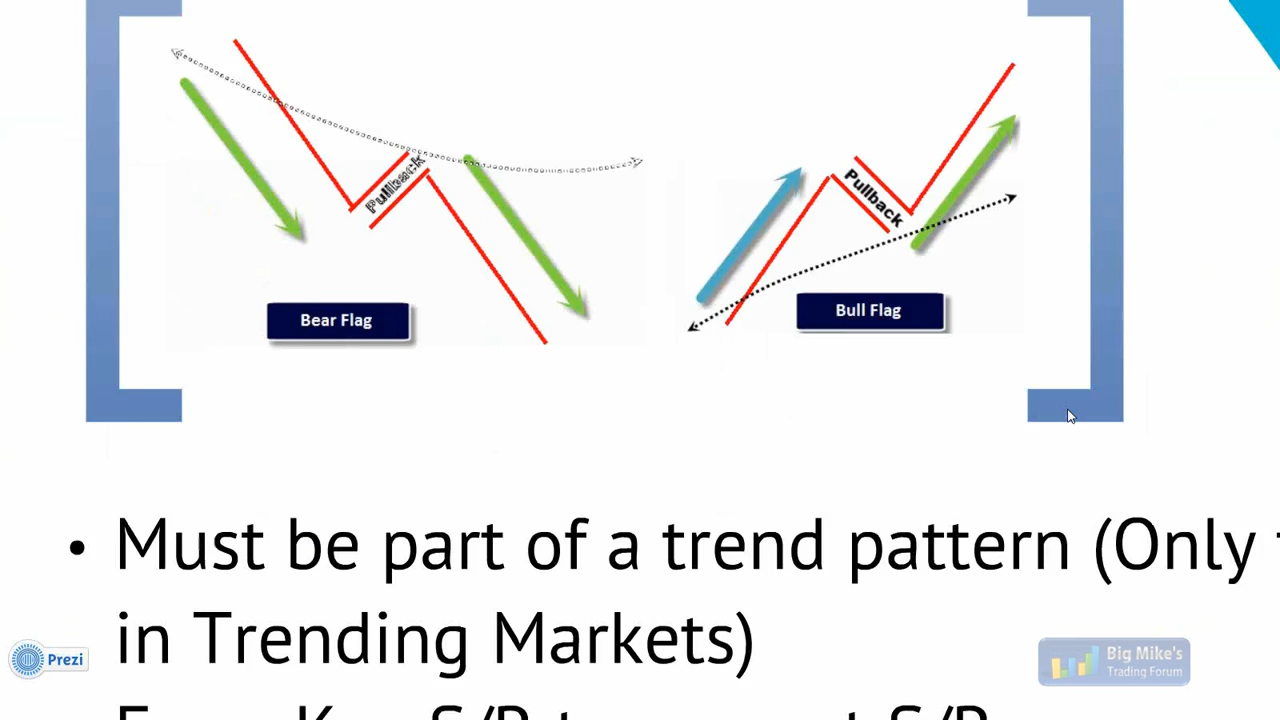 Pullback
Pullback
Bear Flag
Bull Flag
• Must be part of a trend pattern (Only
in Trending Markets)
Prezi
Big Mike's
Trading Forum